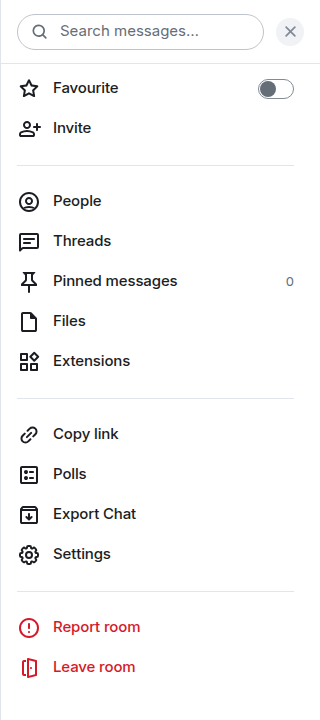 Search messages...
Favourite
Invite
People
Threads
Pinned messages 0
Files
Extensions
Copy link
Polls
Export Chat
Settings
Report room
Leave room